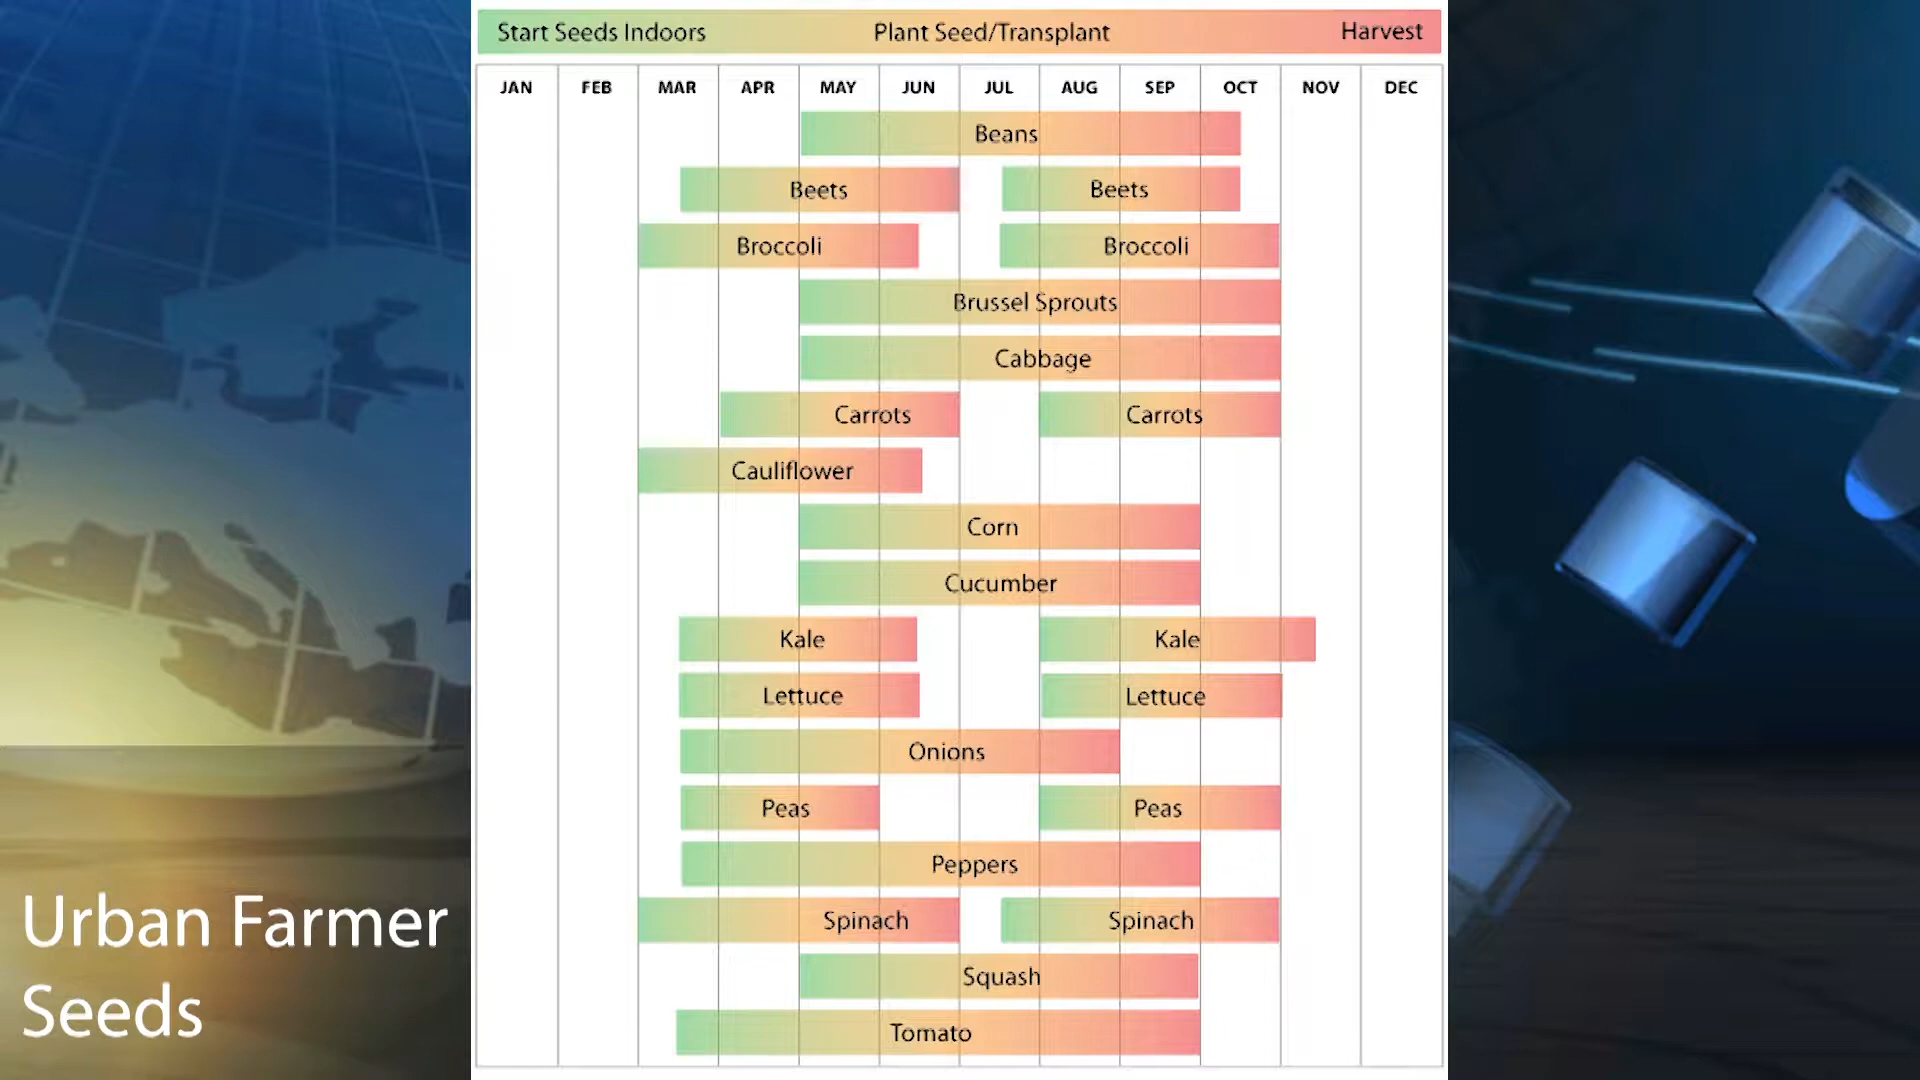 Start Seeds Indoors Plant Seed/Transplant Harvest
JAN FEB MAR APR MAY JUN JUL AUG SEP OCT NOV DEC
Beans
Beets Beets
Broccoli Broccoli
Brussel Sprouts
Cabbage
Carrots Carrots
Cauliflower
Corn
Cucumber
Kale Kale
Lettuce Lettuce
Onions
Peas Peas
Peppers
Spinach Spinach
Squash
Tomato
Urban Farmer
Seeds